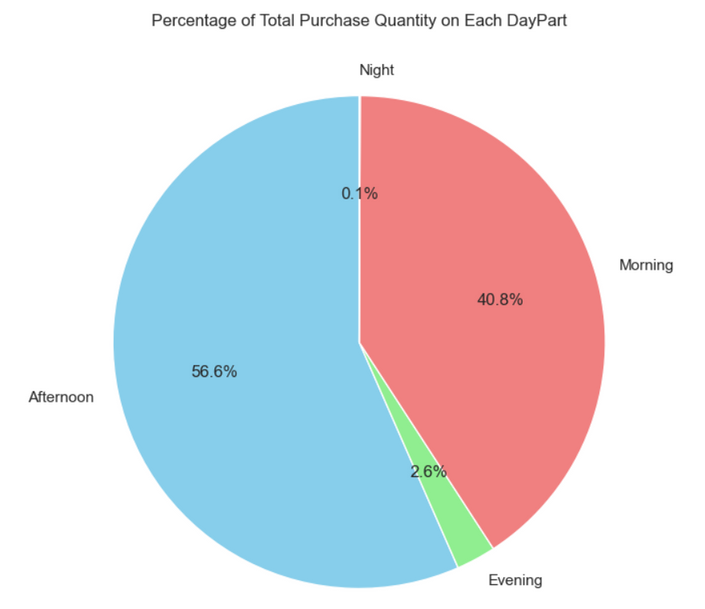 Percentage of Total Purchase Quantity on Each DayPart
Night
0.1%
Morning
40.8%
56.6%
Afternoon
2.6%
Evening